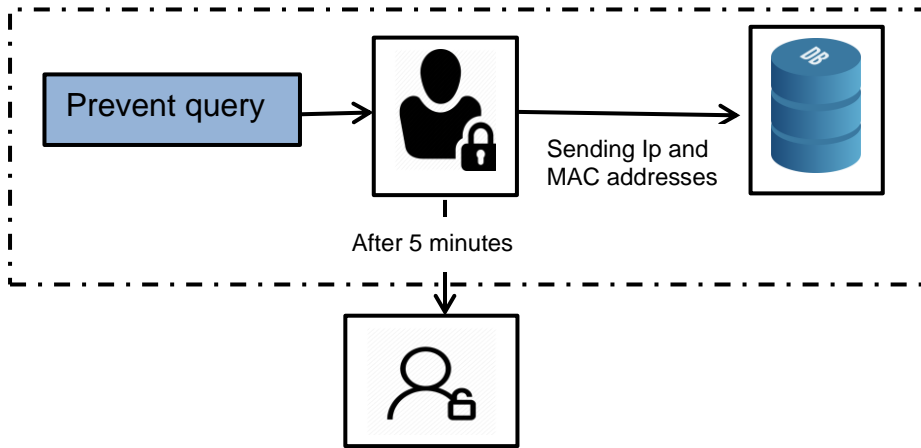 Prevent query
DB
Sending Ip and
MAC addresses
After 5 minutes